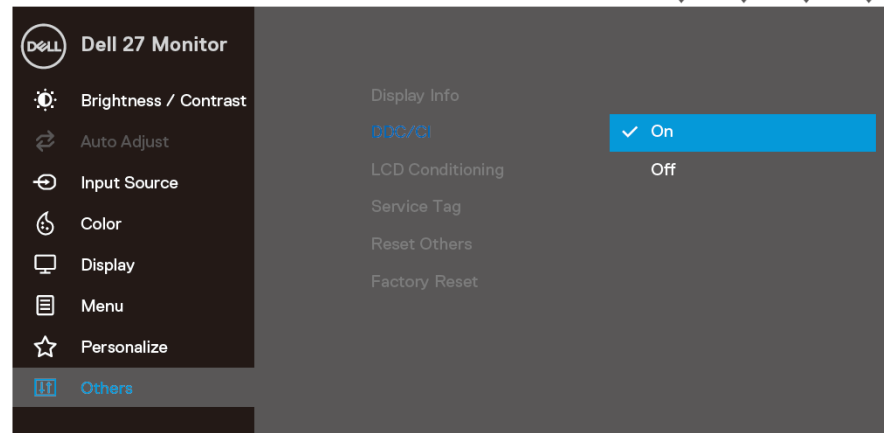 DELL
Dell 27 Monitor
Brightness / Contrast
Auto Adjust
Input Source
Color
Display
Menu
Personalize
Others
Display Info
DDC/CI
LCD Conditioning
Service Tag
Reset Others
Factory Reset
On
Off